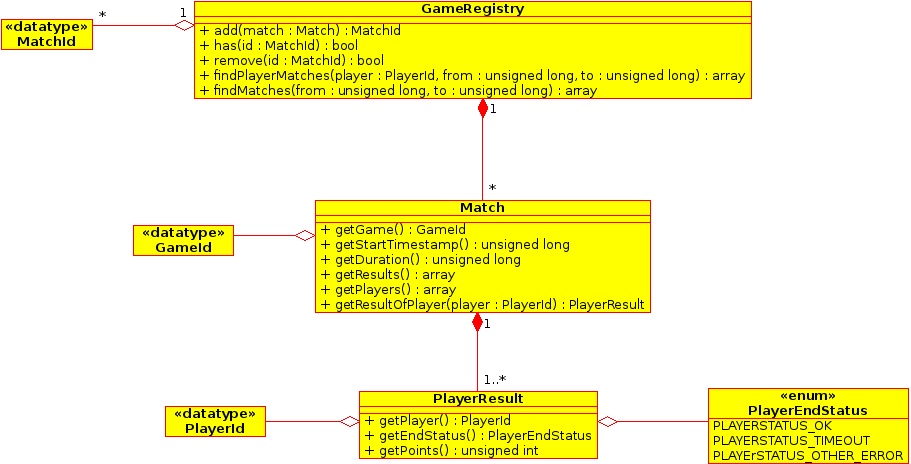 GameRegistry
+ add(match : Match) : MatchId
+ has(id : MatchId) : bool
+ remove(id : MatchId) : bool
+ findPlayerMatches(player : PlayerId, from : unsigned long, to : unsigned long) : array
+ findMatches(from : unsigned long, to : unsigned long) : array
* 1
«datatype»
MatchId
1
*
Match
+ getGame() : GameId
+ getStartTimestamp() : unsigned long
+ getDuration() : unsigned long
+ getResults() : array
+ getPlayers() : array
+ getResultOfPlayer(player : PlayerId) : PlayerResult
«datatype»
GameId
1
1..*
PlayerResult
+ getPlayer() : PlayerId
+ getEndStatus() : PlayerEndStatus
+ getPoints() : unsigned int
«datatype»
PlayerId
«enum»
PlayerEndStatus
PLAYERSTATUS_OK
PLAYERSTATUS_TIMEOUT
PLAYErSTATUS_OTHER_ERROR